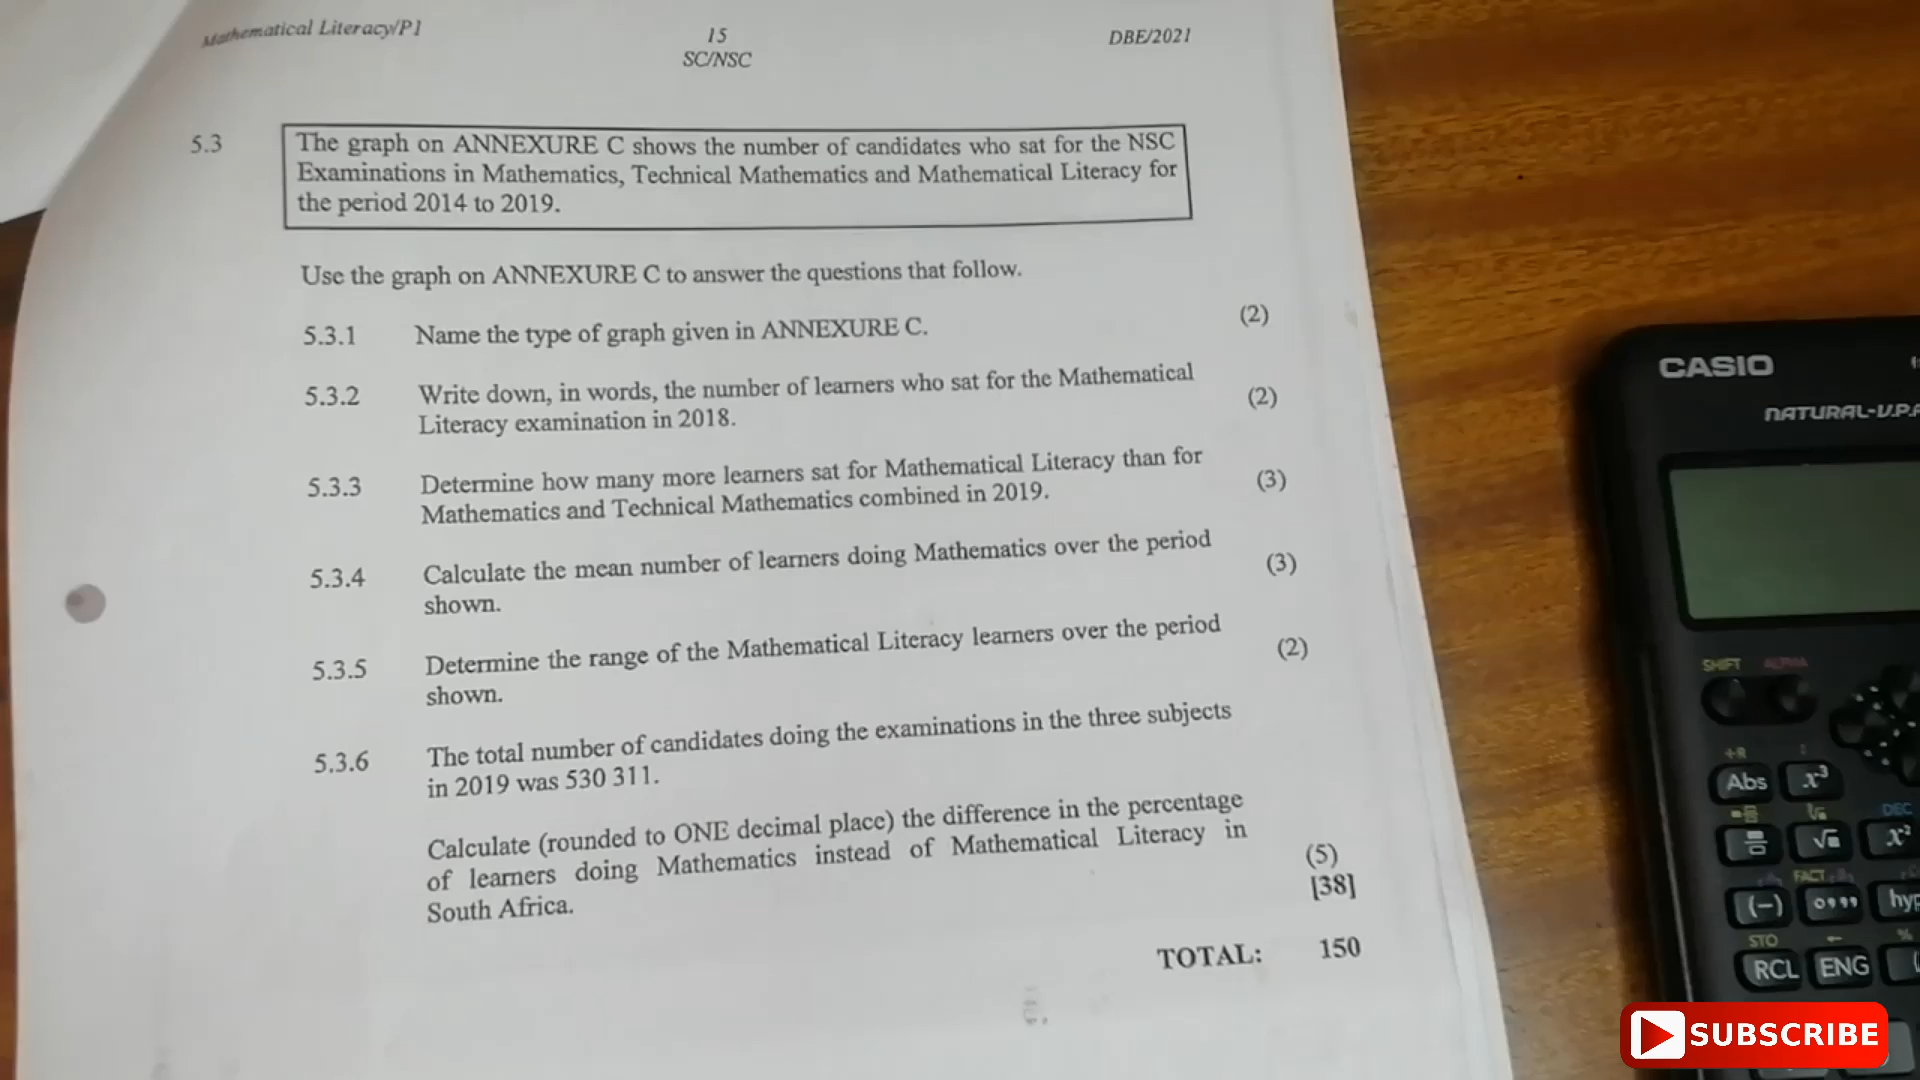 Mathematical Literacy/P1
15
SC/NSC
DBE/2021
5.3
The graph on ANNEXURE C shows the number of candidates who sat for the NSC
Examinations in Mathematics, Technical Mathematics and Mathematical Literacy for
the period 2014 to 2019.
Use the graph on ANNEXURE C to answer the questions that follow.
5.3.1 Name the type of graph given in ANNEXURE C. (2)
5.3.2 Write down, in words, the number of learners who sat for the Mathematical
Literacy examination in 2018. (2)
5.3.3 Determine how many more learners sat for Mathematical Literacy than for
Mathematics and Technical Mathematics combined in 2019. (3)
5.3.4 Calculate the mean number of learners doing Mathematics over the period
shown. (3)
5.3.5 Determine the range of the Mathematical Literacy learners over the period
shown. (2)
5.3.6 The total number of candidates doing the examinations in the three subjects
in 2019 was 530 311.
Calculate (rounded to ONE decimal place) the difference in the percentage
of learners doing Mathematics instead of Mathematical Literacy in
South Africa. (5)
[38]
TOTAL: 150
CASIO
NATURAL-V.P.A
SHIFT ALPHA
Abs x³
DEC
√ x²
FACT
(-) hyp
STO %
RCL ENG
SUBSCRIBE